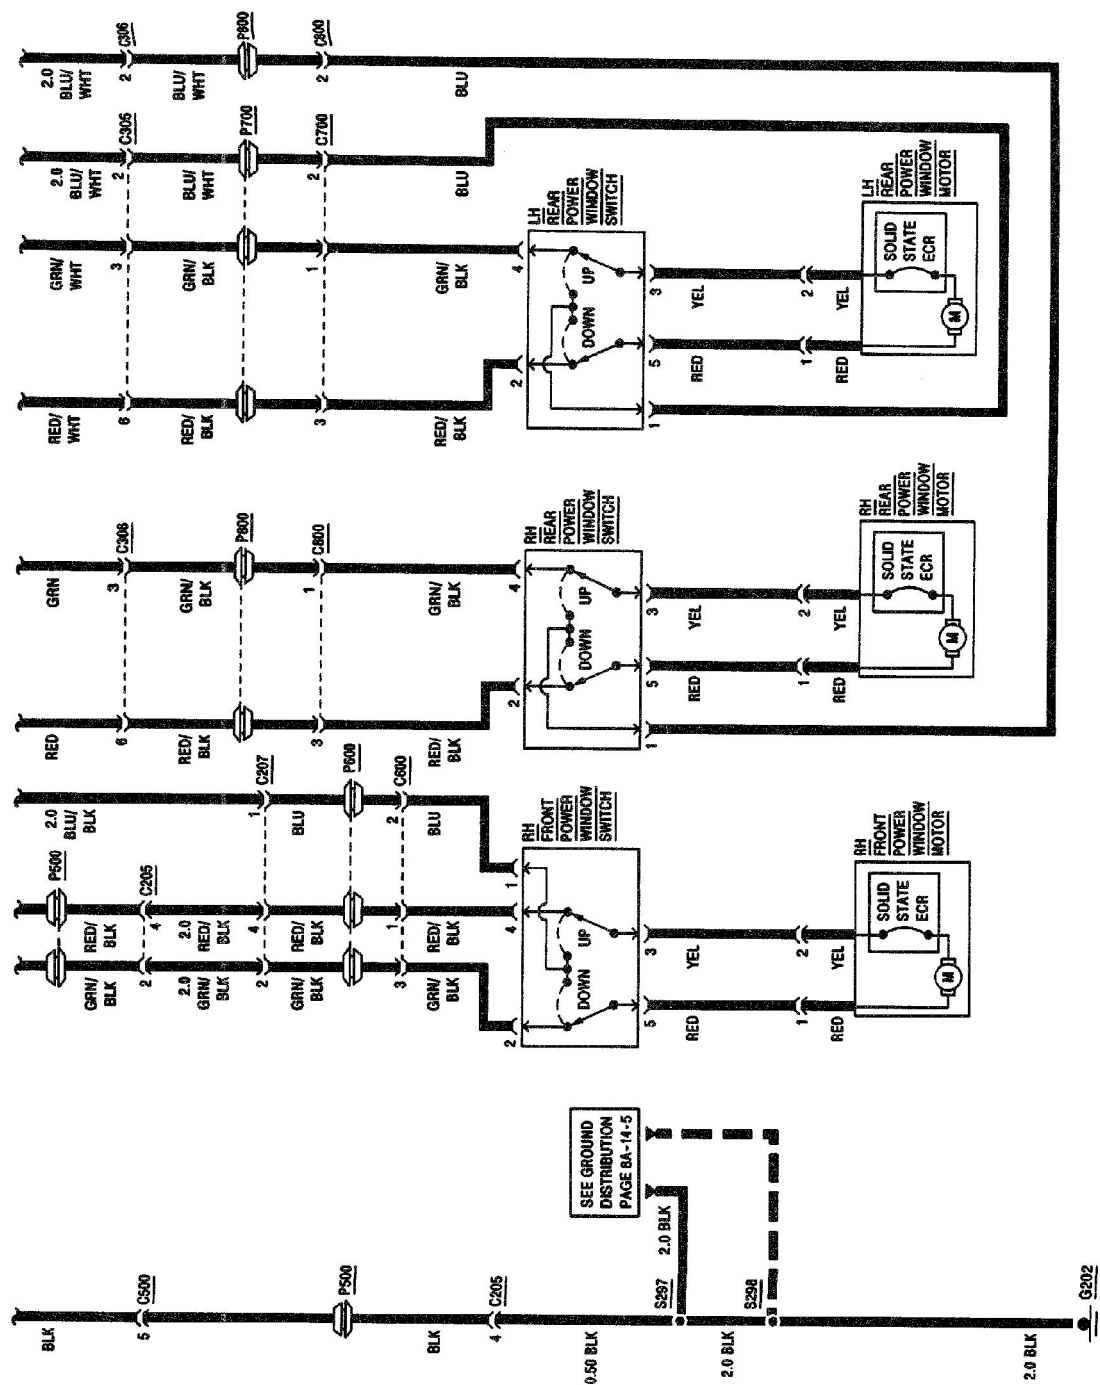 2.0
BLU/
WHT
2
C306
BLU/
WHT
P800
2
C800
BLU
2.0
BLU/
WHT
2
C305
BLU/
WHT
P700
2
C700
BLU
GRN/
WHT
3
GRN/
BLK
1
GRN/
BLK
4
RED/
WHT
6
RED/
BLK
3
RED/
BLK
2
LH
REAR
POWER
WINDOW
SWITCH
UP
DOWN
3
YEL
2
YEL
5
RED
1
RED
1
LH
REAR
POWER
WINDOW
MOTOR
SOLID
STATE
ECR
M
GRN
3
C306
GRN/
BLK
P800
1
C800
GRN/
BLK
4
RED
6
RED/
BLK
3
RED/
BLK
2
RH
REAR
POWER
WINDOW
SWITCH
UP
DOWN
3
YEL
2
YEL
5
RED
1
RED
1
RH
REAR
POWER
WINDOW
MOTOR
SOLID
STATE
ECR
M
2.0
BLU/
BLK
1
C207
BLU
P600
2
C600
BLU
1
P500
RED/
BLK
4
C205
2.0
RED/
BLK
4
RED/
BLK
1
RED/
BLK
4
GRN/
BLK
2
2.0
GRN/
BLK
2
GRN/
BLK
3
GRN/
BLK
2
RH
FRONT
POWER
WINDOW
SWITCH
UP
DOWN
3
YEL
2
YEL
5
RED
1
RED
RH
FRONT
POWER
WINDOW
MOTOR
SOLID
STATE
ECR
M
SEE GROUND
DISTRIBUTION
PAGE 8A-14-5
2.0 BLK
BLK
5
C500
P500
BLK
4
C205
0.50 BLK
S297
2.0 BLK
S298
2.0 BLK
G202